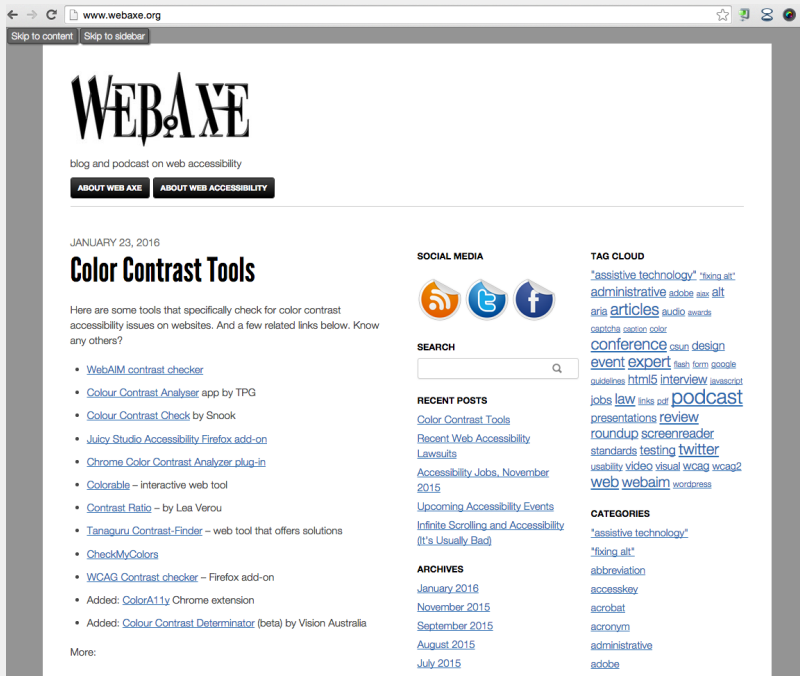 www.webaxe.org
Skip to content Skip to sidebar
WEBAXE
blog and podcast on web accessibility
ABOUT WEB AXE ABOUT WEB ACCESSIBILITY
JANUARY 23, 2016
Color Contrast Tools
Here are some tools that specifically check for color contrast
accessibility issues on websites. And a few related links below. Know
any others?
• WebAIM contrast checker
• Colour Contrast Analyser app by TPG
• Colour Contrast Check by Snook
• Juicy Studio Accessibility Firefox add-on
• Chrome Color Contrast Analyzer plug-in
• Colorable – interactive web tool
• Contrast Ratio – by Lea Verou
• Tanaguru Contrast-Finder – web tool that offers solutions
• CheckMyColors
• WCAG Contrast checker – Firefox add-on
• Added: ColorA11y Chrome extension
• Added: Colour Contrast Determinator (beta) by Vision Australia
More:
SOCIAL MEDIA
SEARCH
RECENT POSTS
Color Contrast Tools
Recent Web Accessibility
Lawsuits
Accessibility Jobs, November
2015
Upcoming Accessibility Events
Infinite Scrolling and Accessibility
(It's Usually Bad)
ARCHIVES
January 2016
November 2015
September 2015
August 2015
July 2015
TAG CLOUD
"assistive technology" "fixing alt"
administrative adobe ajax alt
aria articles audio awards
captcha caption color
conference csun design
event expert flash form google
guidelines html5 interview javascript
jobs law links pdf podcast
presentations review
roundup screenreader
standards testing twitter
usability video visual wcag wcag2
web webaim wordpress
CATEGORIES
"assistive technology"
"fixing alt"
abbreviation
accesskey
acrobat
acronym
administrative
adobe